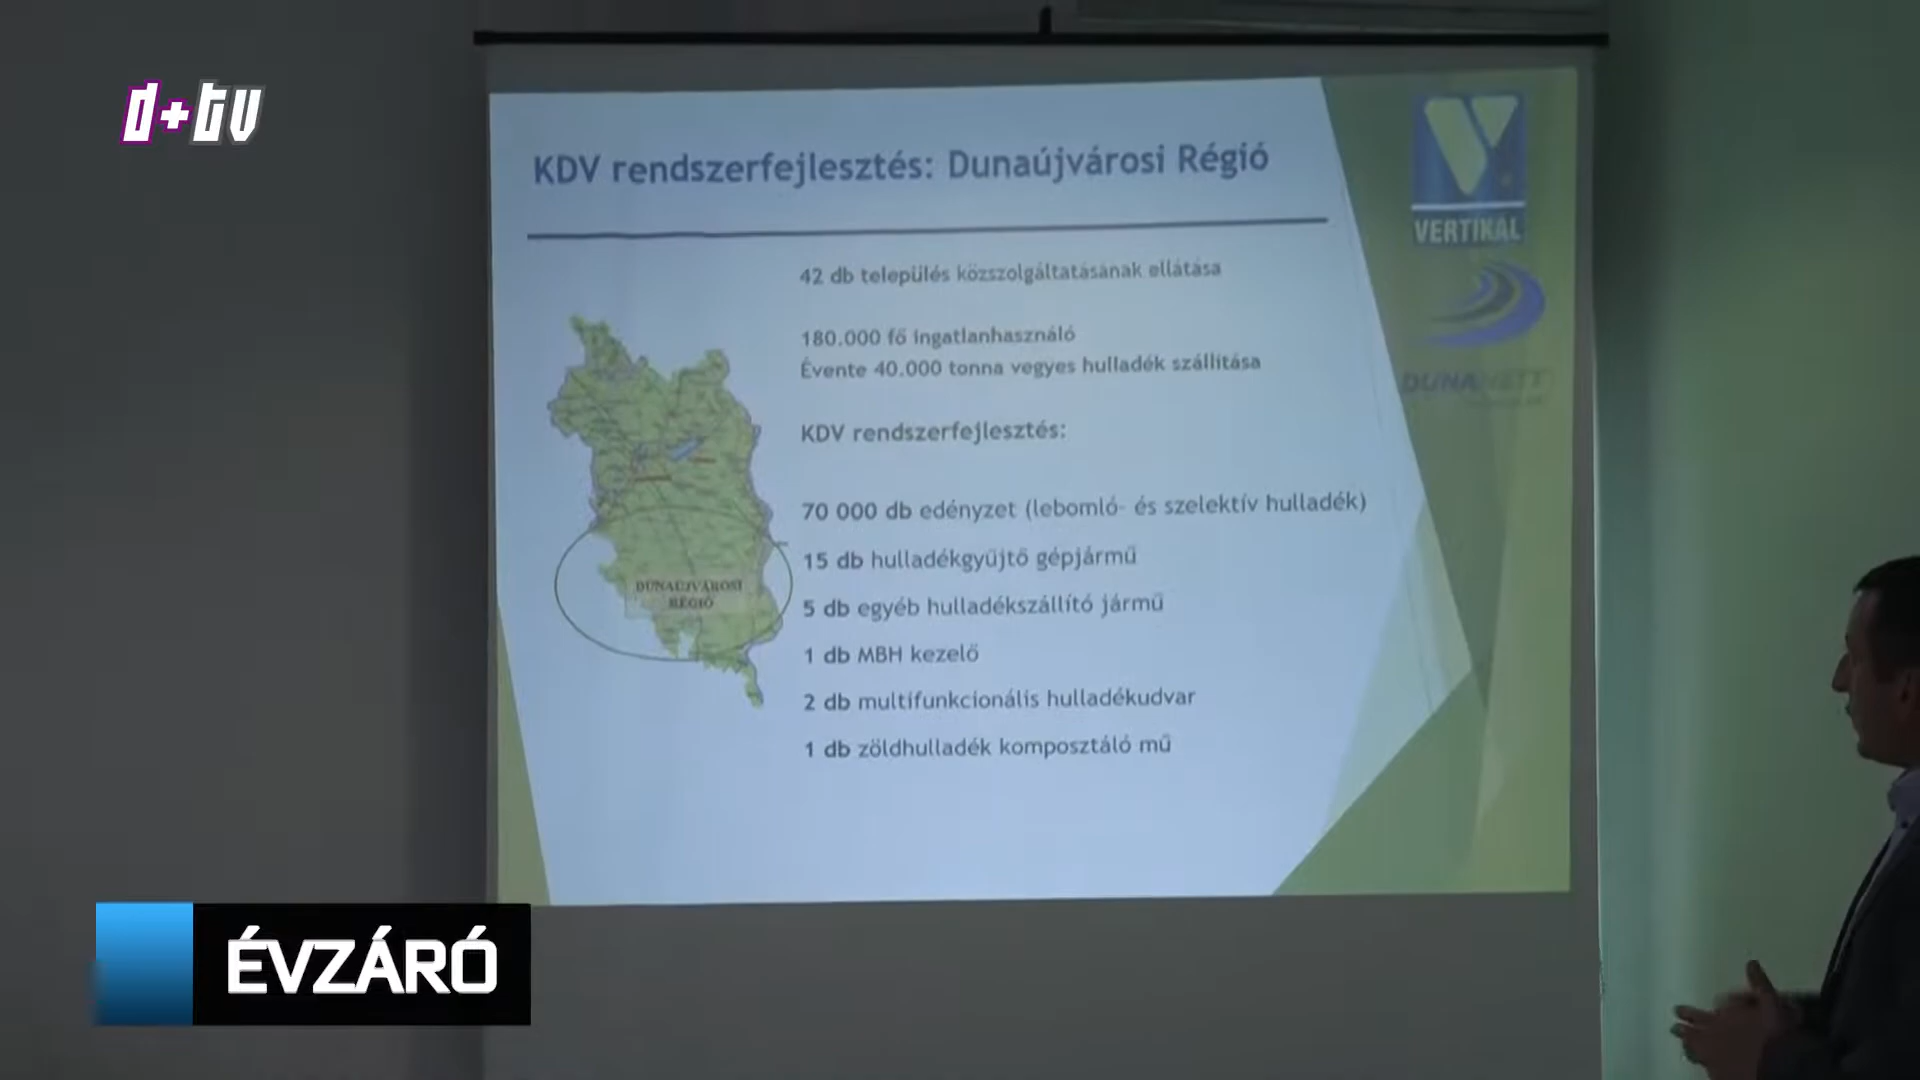 d+tv
KDV rendszerfejlesztés: Dunaújvárosi Régió
VERTIKÁL
42 db település közszolgáltatásának ellátása
180.000 fő ingatlanhasználó
Évente 40.000 tonna vegyes hulladék szállítása
DUNANETT
KDV rendszerfejlesztés:
70 000 db edényzet (lebomló- és szelektív hulladék)
15 db hulladékgyűjtő gépjármű
5 db egyéb hulladékszállító jármű
DUNAÚJVÁROSI
RÉGIÓ
1 db MBH kezelő
2 db multifunkcionális hulladékudvar
1 db zöldhulladék komposztáló mű
ÉVZÁRÓ